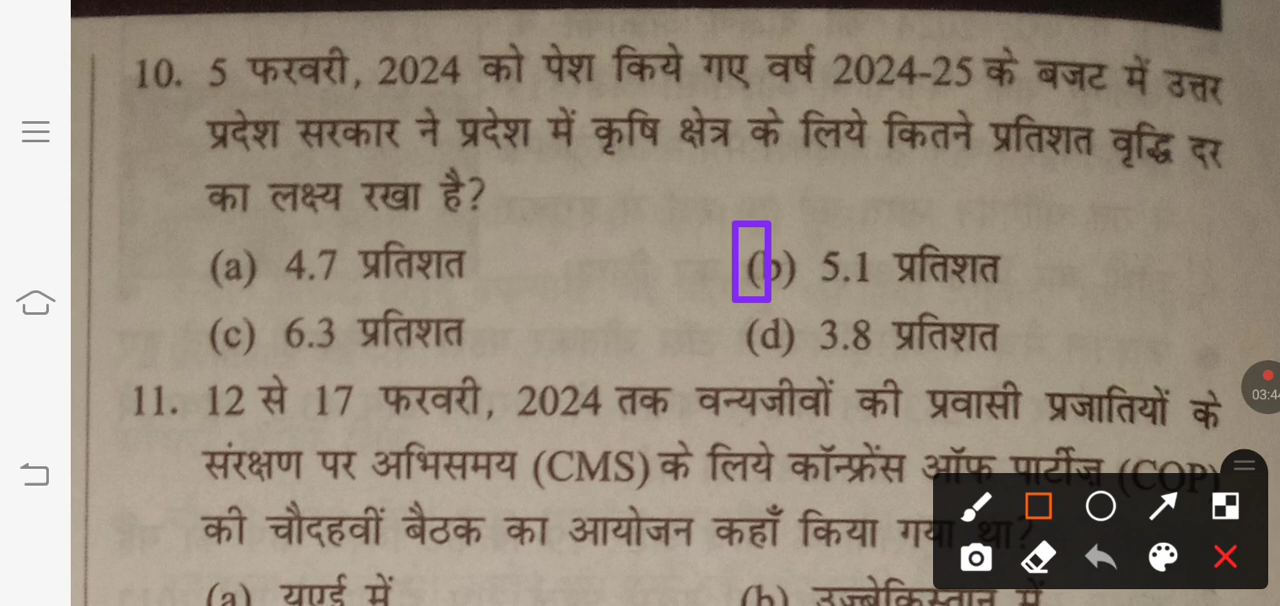 10. 5 फरवरी, 2024 को पेश किये गए वर्ष 2024-25 के बजट में उत्तर
प्रदेश सरकार ने प्रदेश में कृषि क्षेत्र के लिये कितने प्रतिशत वृद्धि दर
का लक्ष्य रखा है?
(a) 4.7 प्रतिशत (b) 5.1 प्रतिशत
(c) 6.3 प्रतिशत (d) 3.8 प्रतिशत
11. 12 से 17 फरवरी, 2024 तक वन्यजीवों की प्रवासी प्रजातियों के
03:44
संरक्षण पर अभिसमय (CMS) के लिये कॉन्फ्रेंस ऑफ पार्टीज़ (COP)
की चौदहवीं बैठक का आयोजन कहाँ किया गया था?
(a) यूएई में (b) उज़्बेकिस्तान में